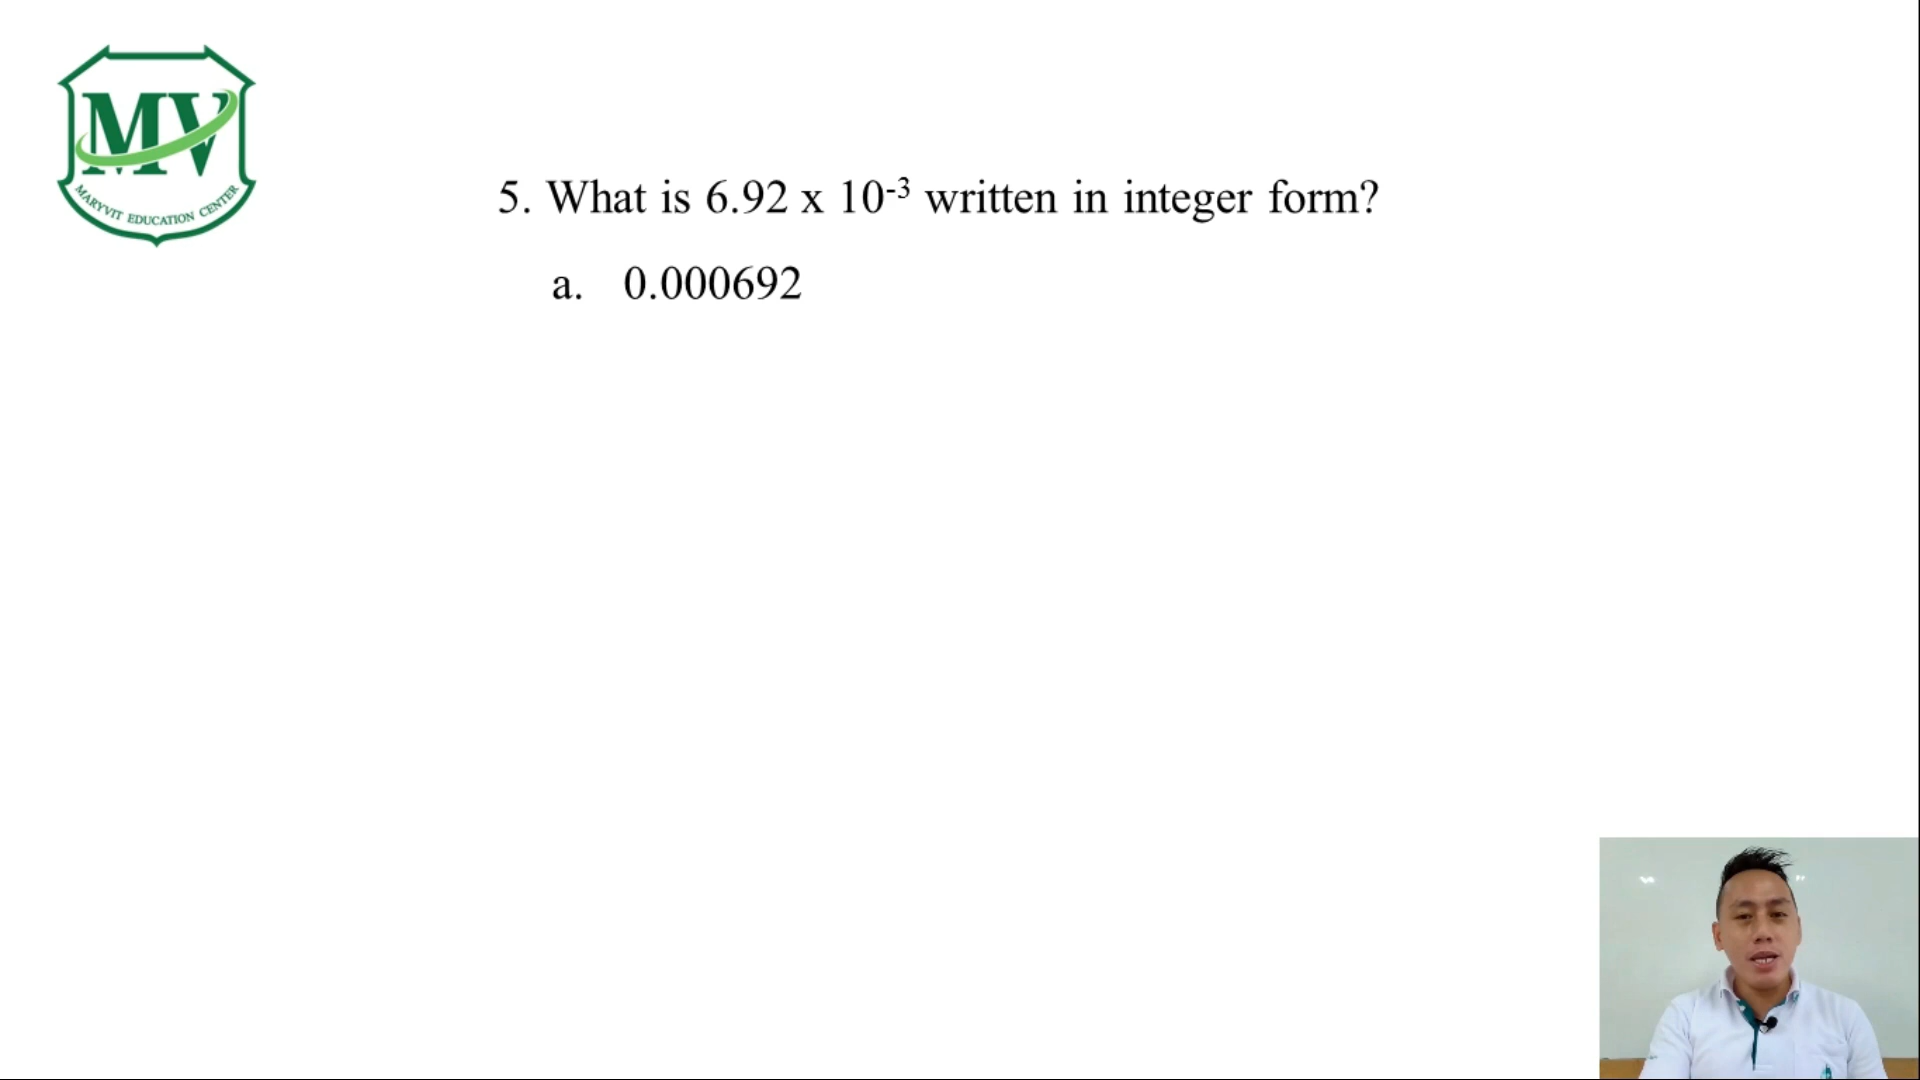 MV
MARYVIT EDUCATION CENTER
5. What is 6.92 x 10⁻³ written in integer form?
a. 0.000692